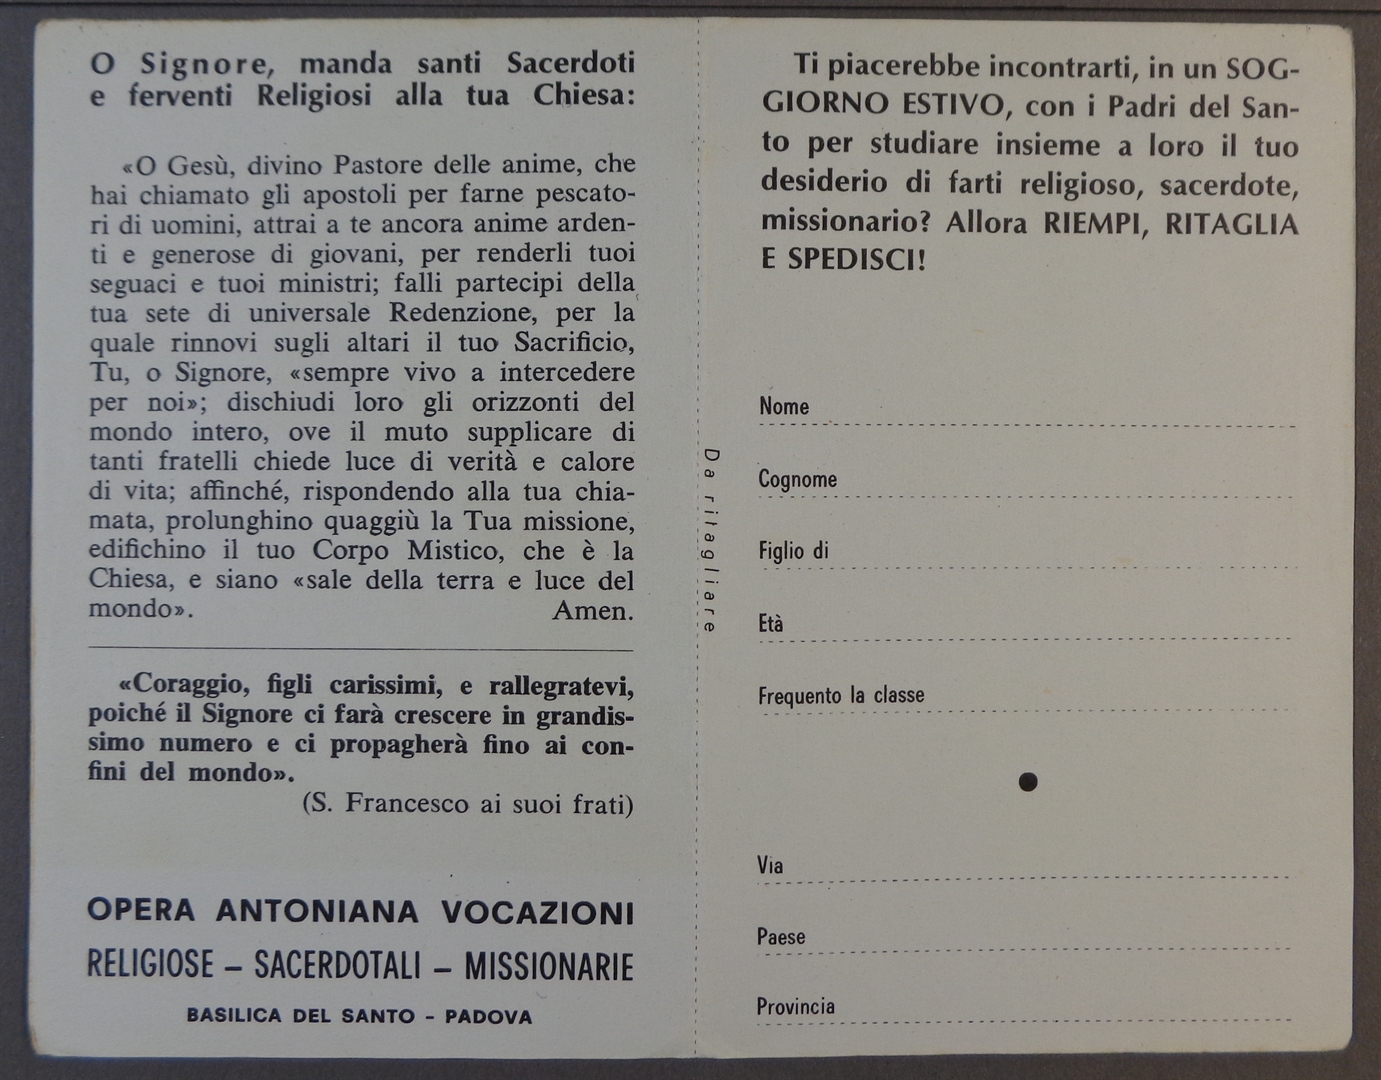 O Signore, manda santi Sacerdoti
e ferventi Religiosi alla tua Chiesa:
«O Gesù, divino Pastore delle anime, che
hai chiamato gli apostoli per farne pescato-
ri di uomini, attrai a te ancora anime arden-
ti e generose di giovani, per renderli tuoi
seguaci e tuoi ministri; falli partecipi della
tua sete di universale Redenzione, per la
quale rinnovi sugli altari il tuo Sacrificio,
Tu, o Signore, «sempre vivo a intercedere
per noi»; dischiudi loro gli orizzonti del
mondo intero, ove il muto supplicare di
tanti fratelli chiede luce di verità e calore
di vita; affinché, rispondendo alla tua chia-
mata, prolunghino quaggiù la Tua missione,
edifichino il tuo Corpo Mistico, che è la
Chiesa, e siano «sale della terra e luce del
mondo». Amen.
«Coraggio, figli carissimi, e rallegratevi,
poiché il Signore ci farà crescere in grandis-
simo numero e ci propagherà fino ai con-
fini del mondo».
(S. Francesco ai suoi frati)
OPERA ANTONIANA VOCAZIONI
RELIGIOSE – SACERDOTALI – MISSIONARIE
BASILICA DEL SANTO - PADOVA
Da ritagliare
Ti piacerebbe incontrarti, in un SOG-
GIORNO ESTIVO, con i Padri del San-
to per studiare insieme a loro il tuo
desiderio di farti religioso, sacerdote,
missionario? Allora RIEMPI, RITAGLIA
E SPEDISCI!
Nome
Cognome
Figlio di
Età
Frequento la classe
Via
Paese
Provincia